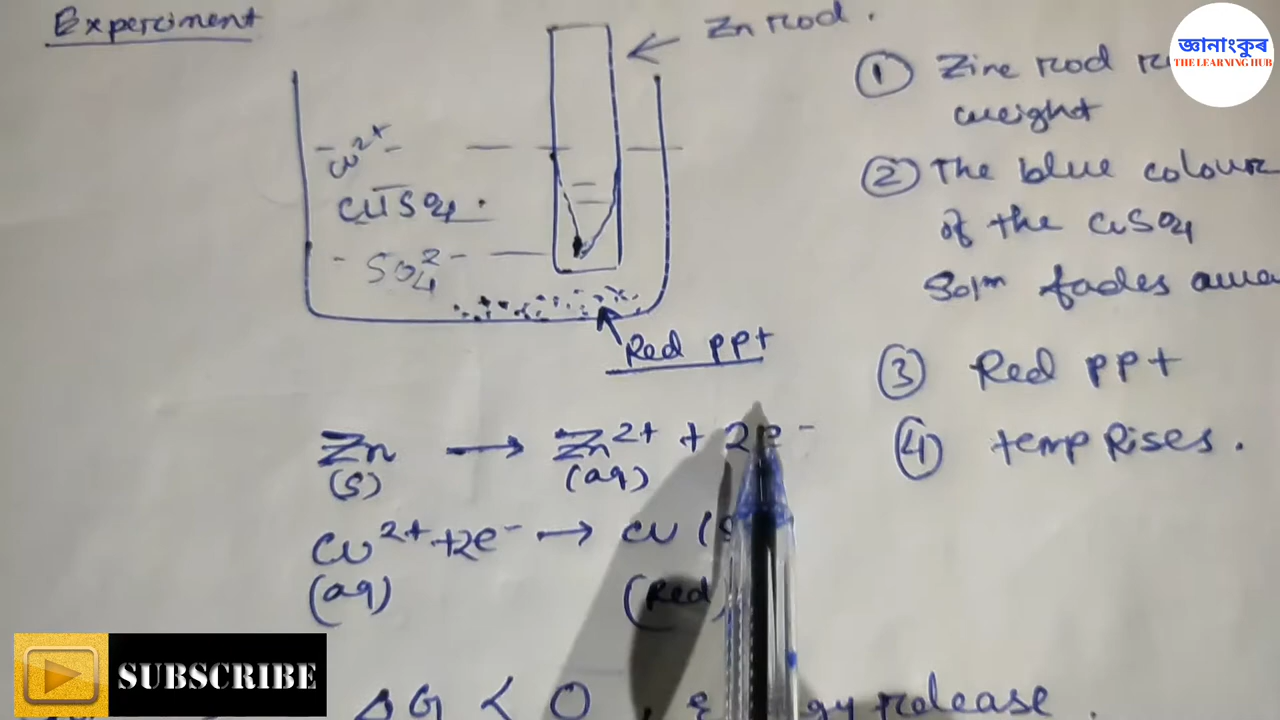 Experiment
Zn rod.
জ্ঞানাংকুৰ
THE LEARNING HUB
Cu²⁺
CuSO₄.
SO₄²⁻
Red ppt
Zn → Zn²⁺ + 2e⁻
(s) (aq)
Cu²⁺ + 2e⁻ → Cu (s
(aq) (Red)
ΔG < 0, release.
① Zinc rod
weight
② The blue colour
of the CuSO₄
Solⁿ fades
③ Red ppt
④ temp Rises.
SUBSCRIBE